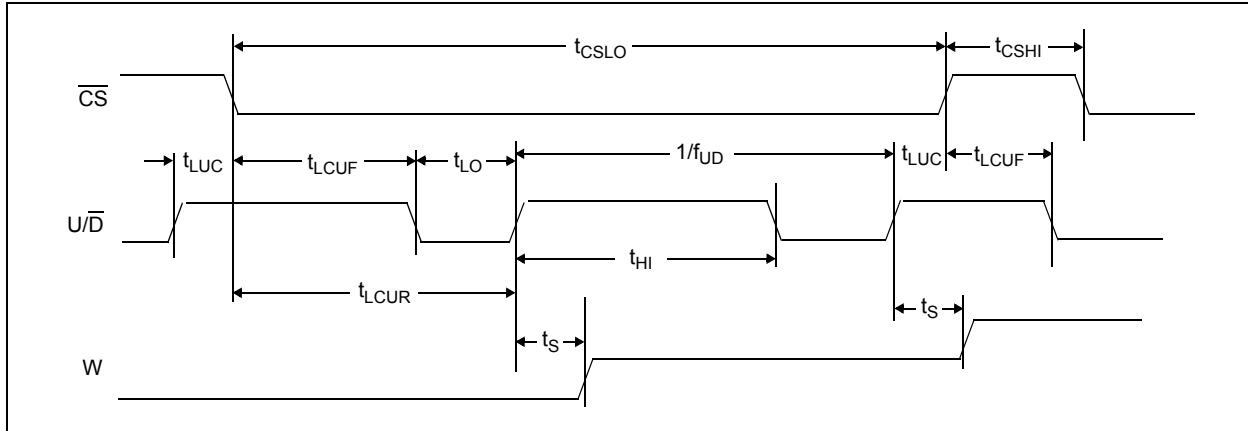 tCSLO
tCSHI
CS
tLUC
tLCUF
tLO
1/fUD
tLUC
tLCUF
U/D
tHI
tLCUR
tS
tS
W